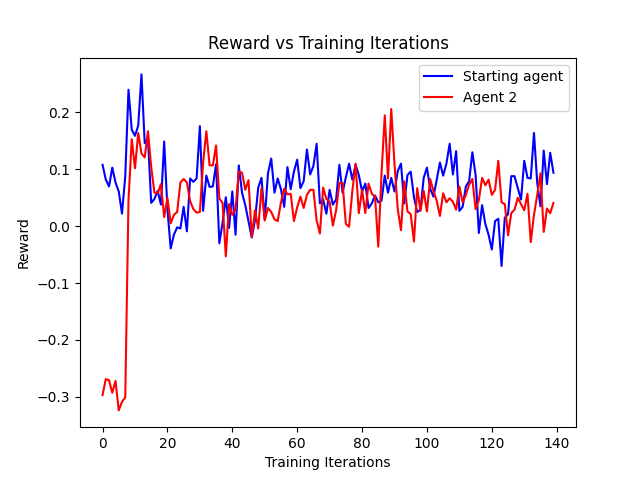 Reward vs Training Iterations
Starting agent
Agent 2
Reward
0.2
0.1
0.0
−0.1
−0.2
−0.3
0 20 40 60 80 100 120 140
Training Iterations